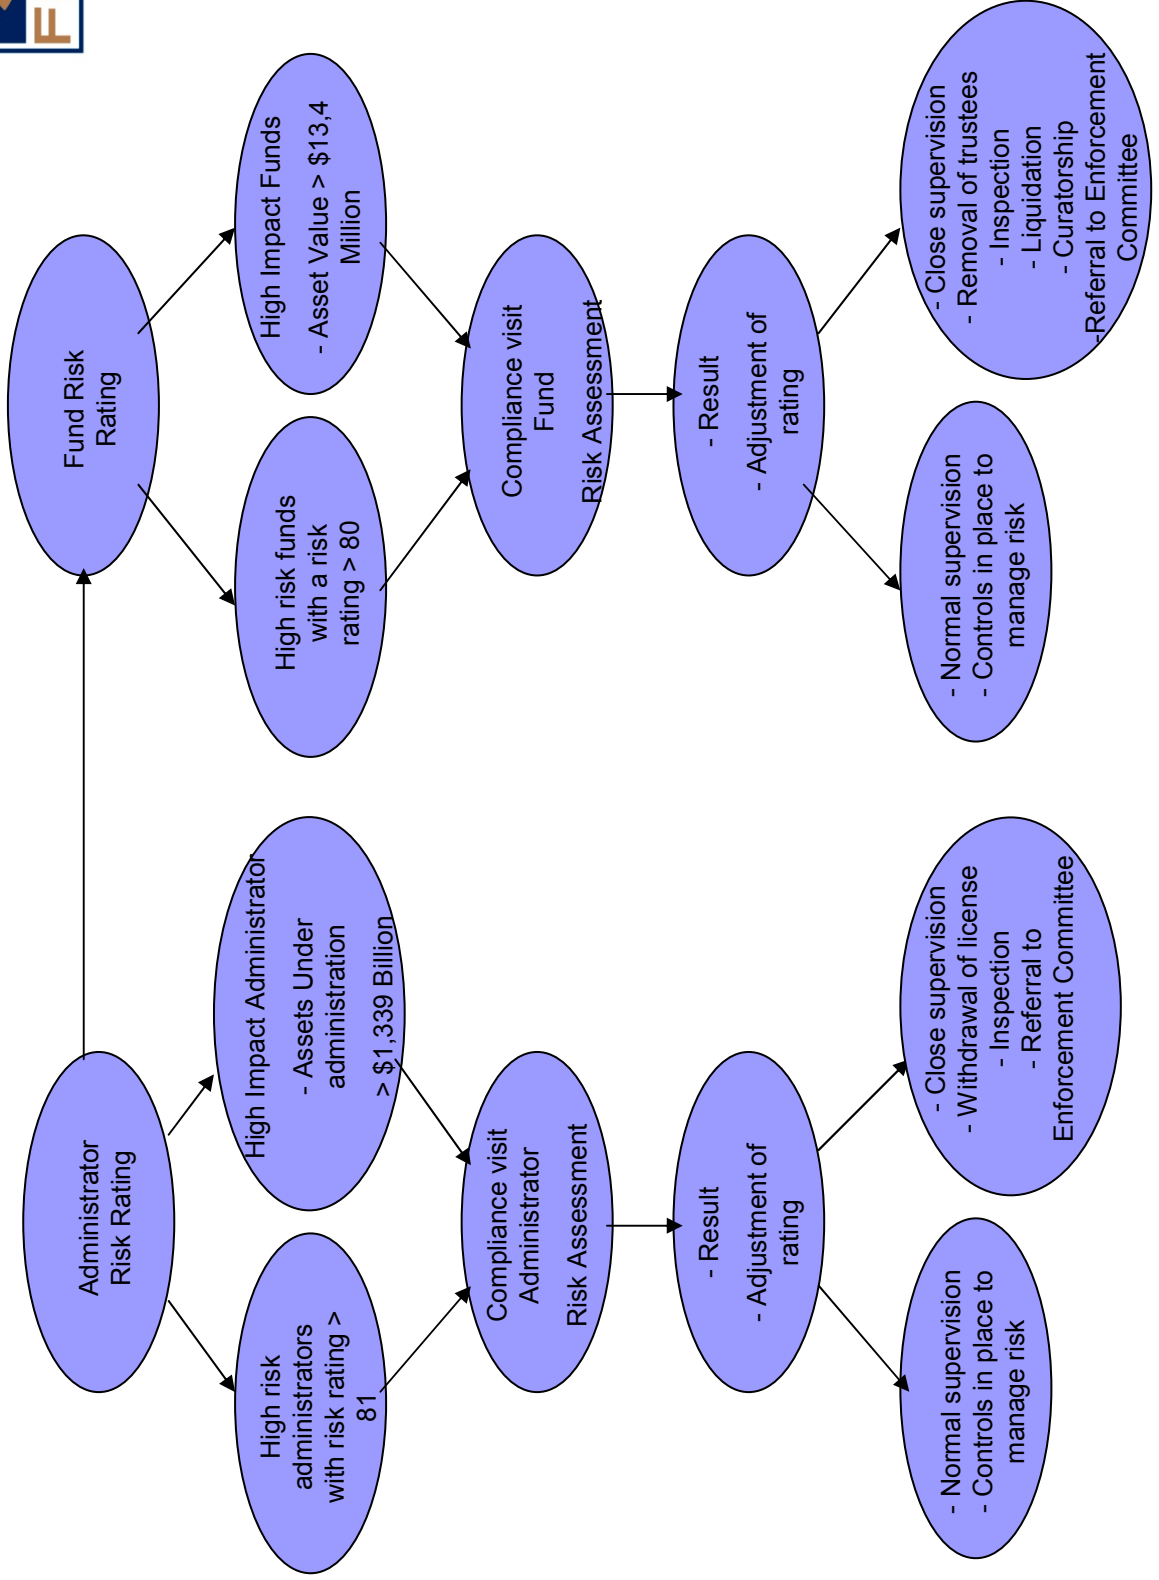 F
Administrator
Risk Rating
Fund Risk
Rating
High risk
administrators
with risk rating >
81
High Impact Administrator
- Assets Under
administration
> $1,339 Billion
High risk funds
with a risk
rating > 80
High Impact Funds
- Asset Value > $13,4
Million
Compliance visit
Administrator
Risk Assessment
Compliance visit
Fund
Risk Assessment
- Result
- Adjustment of
rating
- Result
- Adjustment of
rating
- Normal supervision
- Controls in place to
manage risk
- Close supervision
- Withdrawal of license
- Inspection
- Referral to
Enforcement Committee
- Normal supervision
- Controls in place to
manage risk
- Close supervision
- Removal of trustees
- Inspection
- Liquidation
- Curatorship
-Referral to Enforcement
Committee